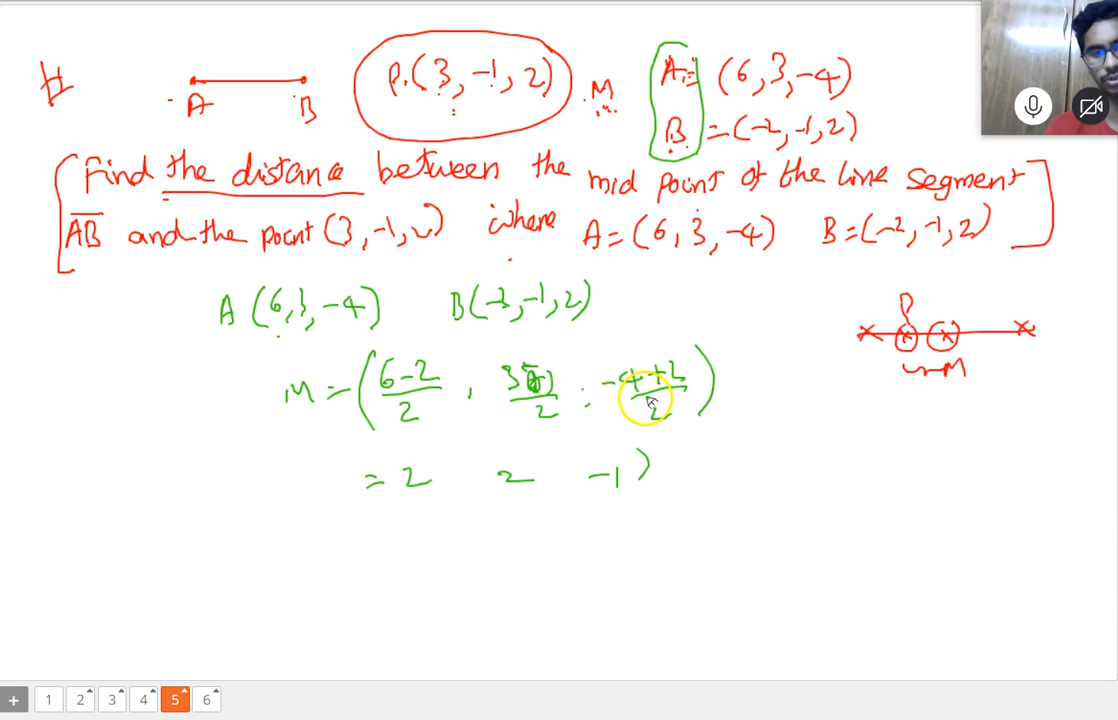 P.(3, -1, 2) M A = (6, 3, -4)
A B B = (-2, -1, 2)
Find the distance between the mid point of the line segment
AB and the point (3, -1, 2) where A = (6, 3, -4) B = (-2, -1, 2)
A (6, 3, -4) B(-2, -1, 2)
P
M = (6-2/2, 3 /2, -4+2/2)
M
= 2 2 -1)
+ 1 2 3 4 5 6